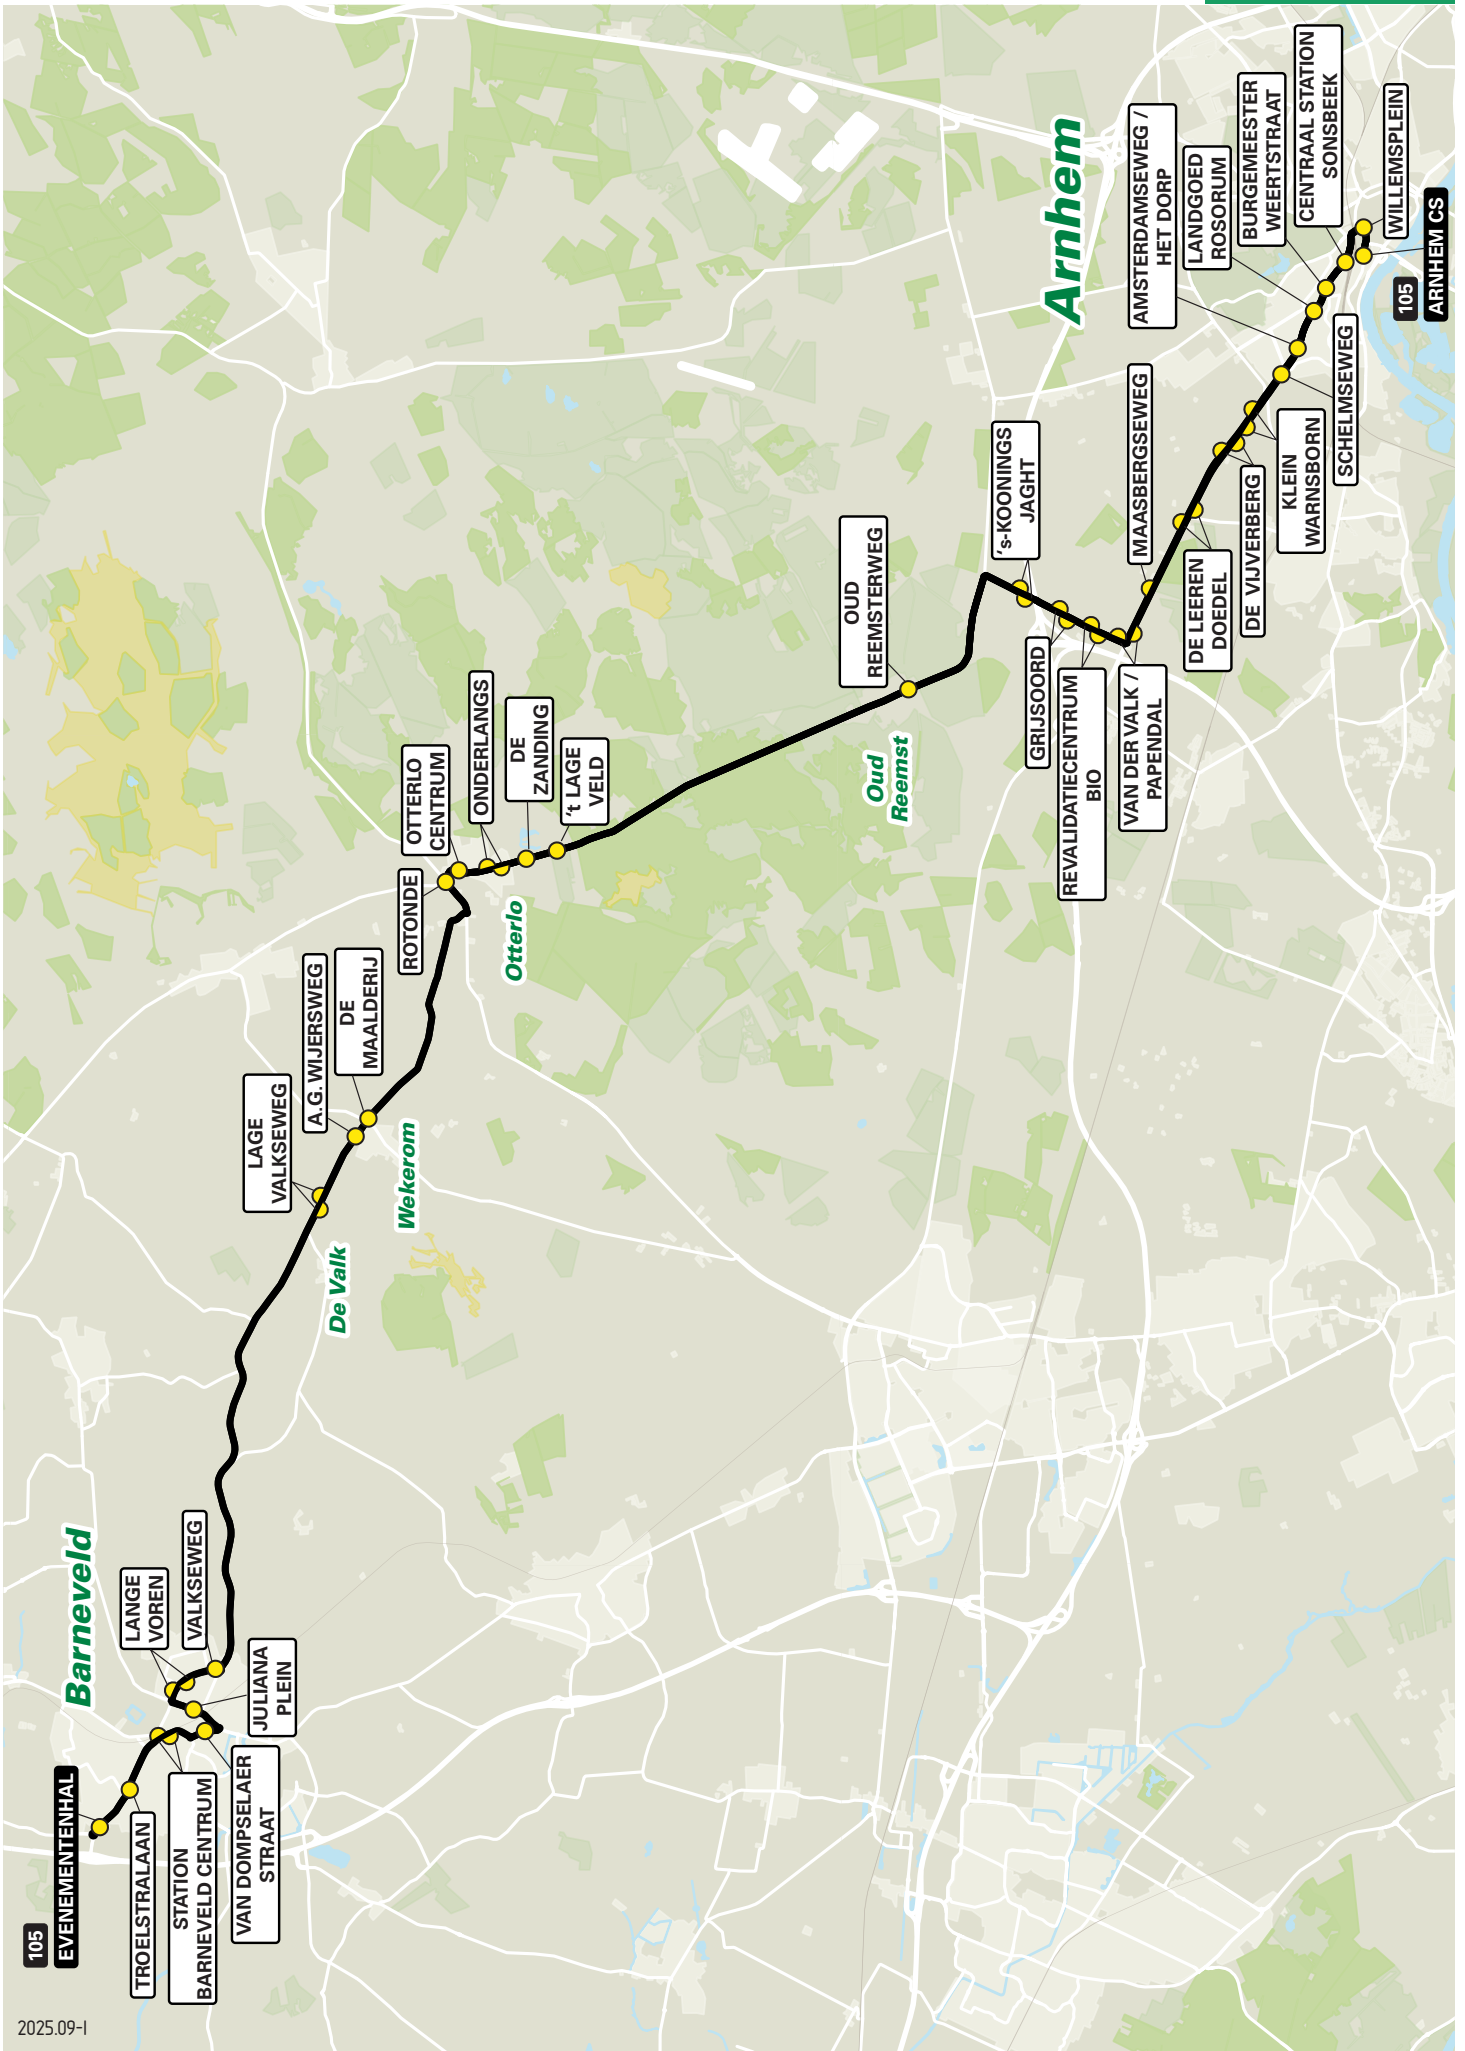 105
EVENEMENTENHAL
TROELSTRALAAN
STATION
BARNEVELD CENTRUM
VAN DOMPSELAER
STRAAT
JULIANA
PLEIN
LANGE
VOREN
VALKSEWEG
Barneveld
De Valk
LAGE
VALKSEWEG
A.G. WIJERSWEG
DE
MAALDERIJ
Wekerom
ROTONDE
OTTERLO
CENTRUM
ONDERLANGS
DE
ZANDING
't LAGE
VELD
Otterlo
Oud
Reemst
OUD
REEMSTERWEG
's-KOONINGS
JAGHT
GRIJSOORD
REVALIDATIECENTRUM
BIO
VAN DER VALK /
PAPENDAL
MAASBERGSEWEG
DE LEEREN
DOEDEL
DE VIJVERBERG
KLEIN
WARNSBORN
SCHELMSEWEG
AMSTERDAMSEWEG /
HET DORP
LANDGOED
ROSORUM
BURGEMEESTER
WEERTSTRAAT
CENTRAAL STATION
SONSBEEK
WILLEMSPLEIN
Arnhem
105
ARNHEM CS
2025.09-I